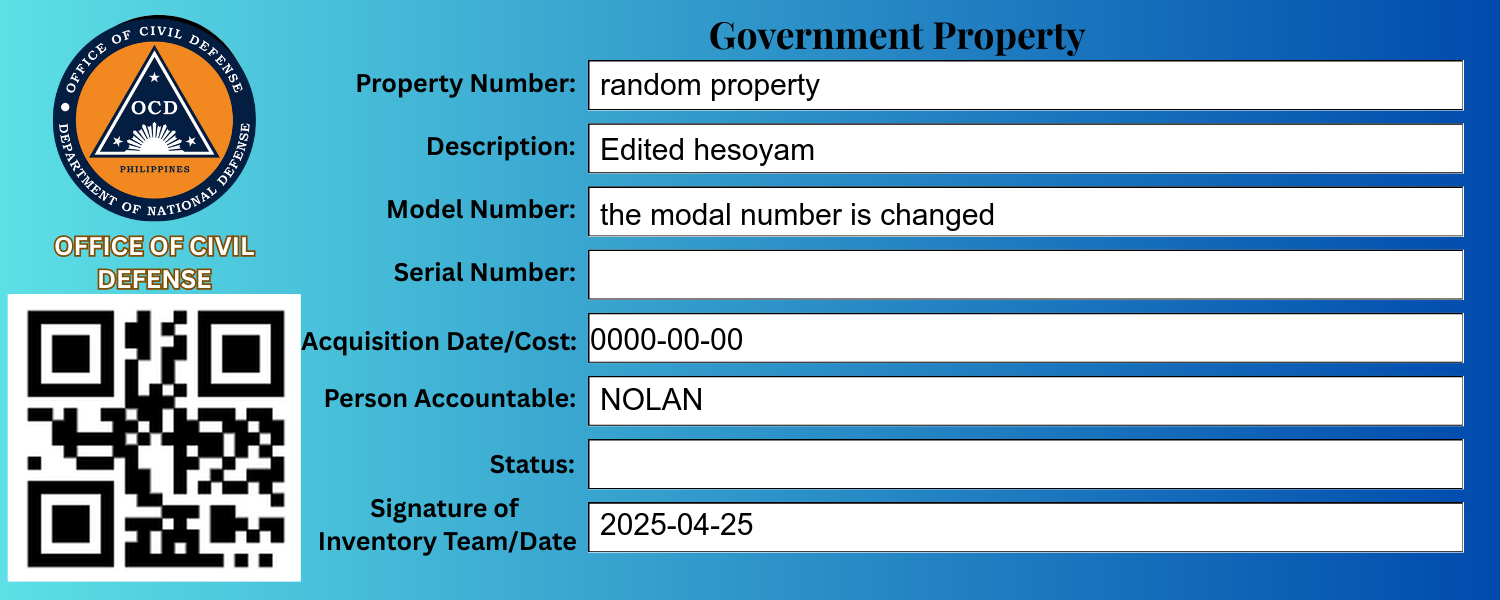 OFFICE OF CIVIL DEFENSE
OCD
PHILIPPINES
DEPARTMENT OF NATIONAL DEFENSE
OFFICE OF CIVIL
DEFENSE
Government Property
Property Number: random property
Description: Edited hesoyam
Model Number: the modal number is changed
Serial Number:
Acquisition Date/Cost: 0000-00-00
Person Accountable: NOLAN
Status:
Signature of
Inventory Team/Date 2025-04-25